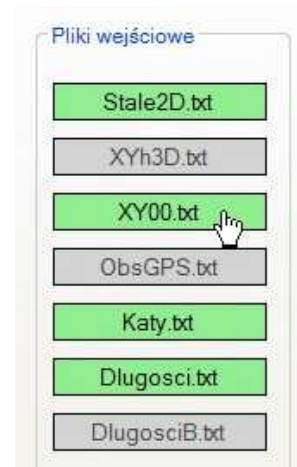 Pliki wejściowe
Stale2D.txt
XYh3D.txt
XY00.txt
ObsGPS.txt
Katy.txt
Dlugosci.txt
DlugosciB.txt